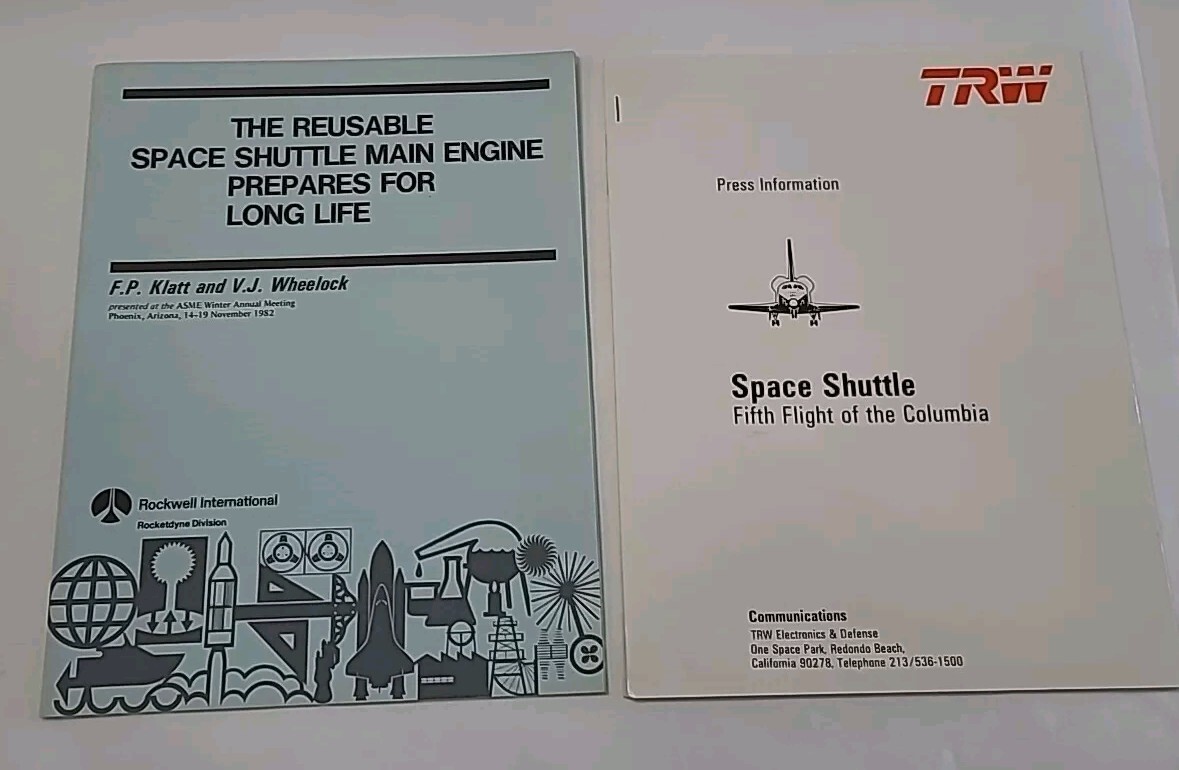 THE REUSABLE
SPACE SHUTTLE MAIN ENGINE
PREPARES FOR
LONG LIFE
F.P. Klatt and V.J. Wheelock
presented at the ASME Winter Annual Meeting
Phoenix, Arizona, 14-19 November 1982
Rockwell International
Rocketdyne Division
TRW
Press Information
Space Shuttle
Fifth Flight of the Columbia
Communications
TRW Electronics & Defense
One Space Park, Redondo Beach,
California 90278, Telephone 213/536-1500